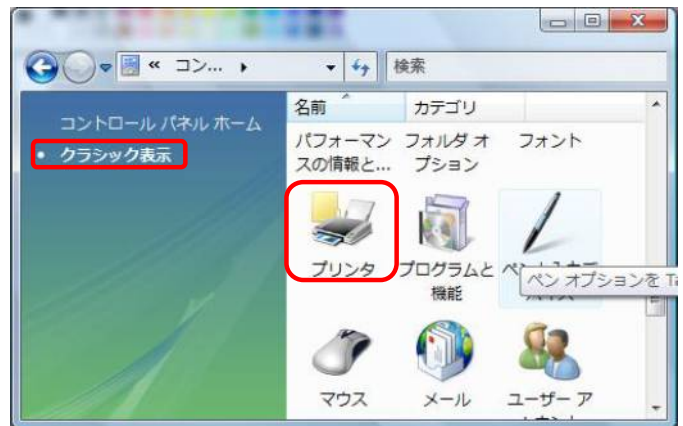 « コン...
検索
コントロール パネル ホーム
• クラシック表示
名前 カテゴリ
パフォーマン
スの情報と...
フォルダ オ
プション
フォント
プリンタ
プログラムと
機能
ペン オプションを Ta
マウス
メール
ユーザー ア